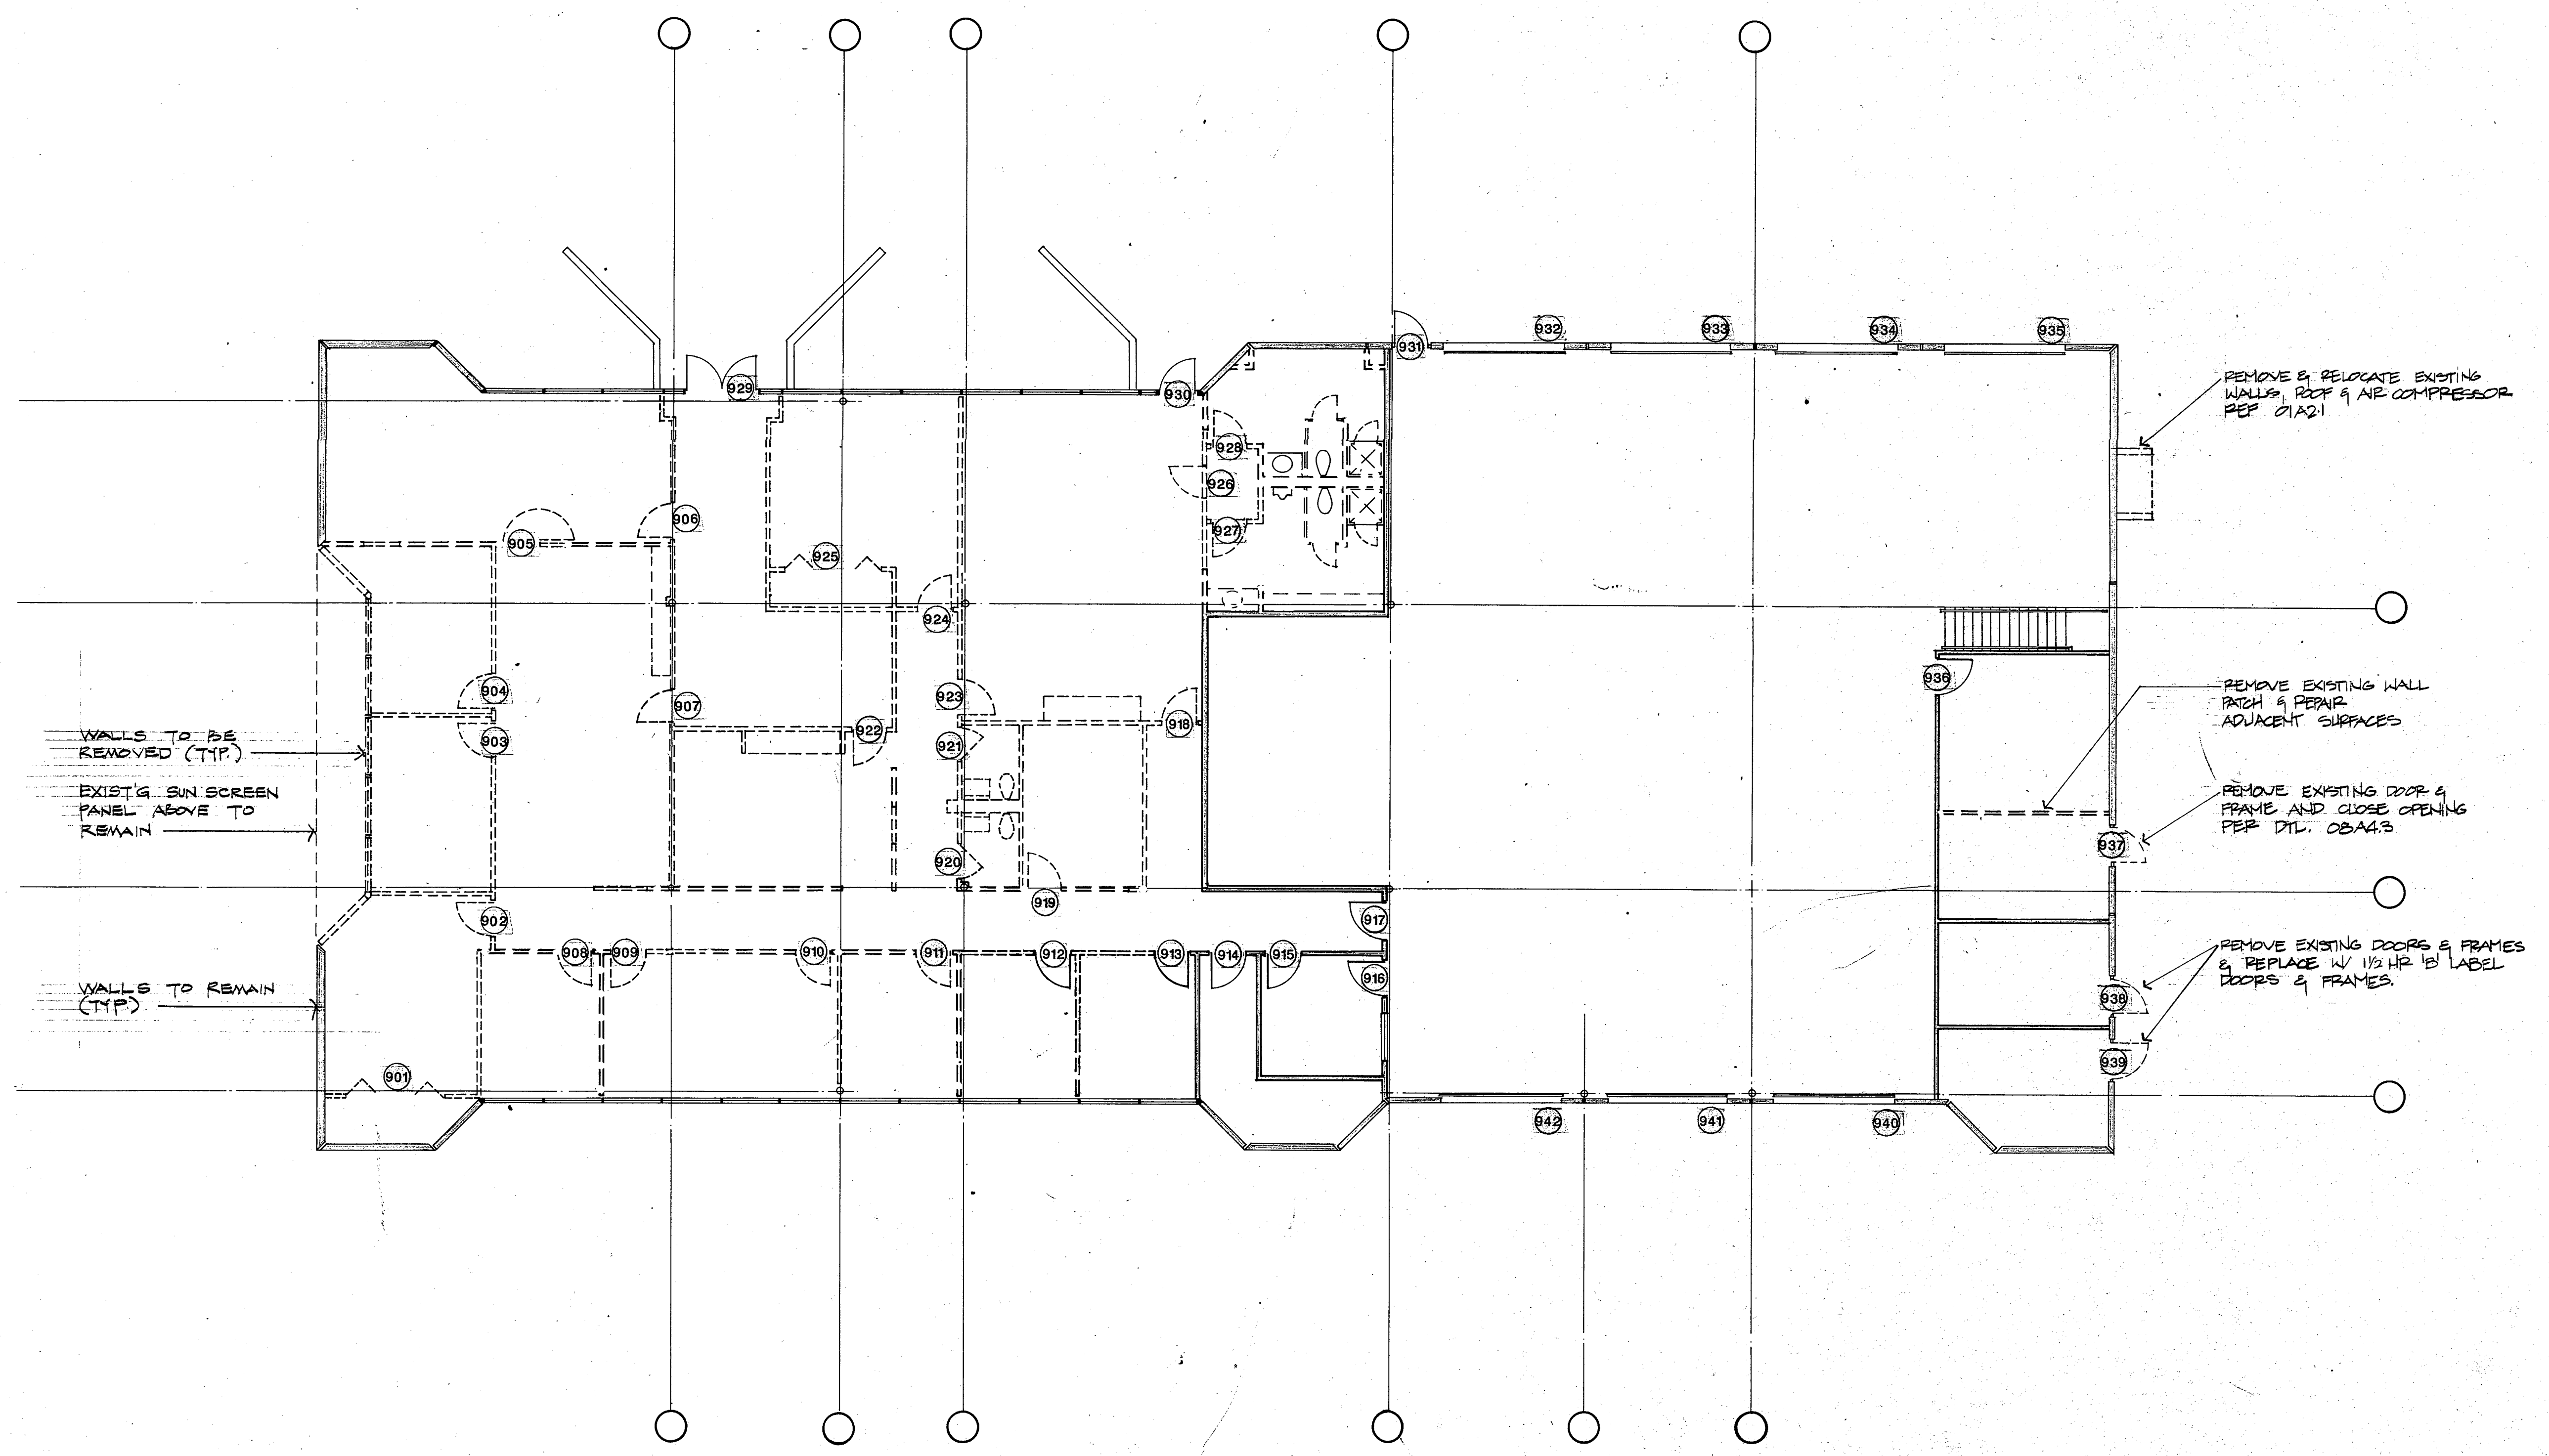 932
933
934
935
931
929
930
REMOVE & RELOCATE EXISTING
WALLS, ROOF & AIR COMPRESSOR
REF 01A2.1
928
926
906
927
905
925
924
936
904
923
REMOVE EXISTING WALL
PATCH & REPAIR
ADJACENT SURFACES
907
918
922
WALLS TO BE
REMOVED (TYP.)
903
921
EXIST'G SUN SCREEN
PANEL ABOVE TO
REMAIN
REMOVE EXISTING DOOR &
FRAME AND CLOSE OPENING
PER DTL. 08A4.3
937
920
919
902
917
908
909
910
911
912
913
914
915
916
REMOVE EXISTING DOORS & FRAMES
& REPLACE W/ 1 1/2 HR 'B' LABEL
DOORS & FRAMES.
WALLS TO REMAIN
(TYP.)
938
939
901
942
941
940